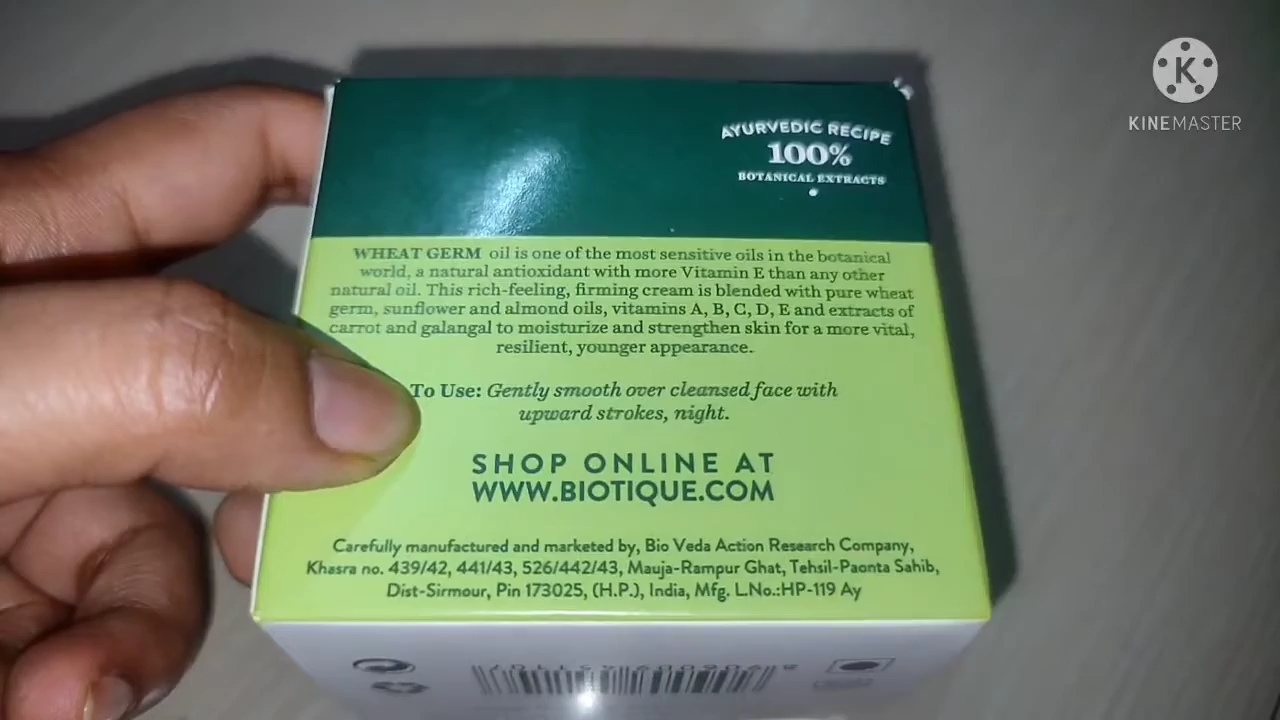 K
KINEMASTER
AYURVEDIC RECIPE
100%
BOTANICAL EXTRACTS
WHEAT GERM oil is one of the most sensitive oils in the botanical
world, a natural antioxidant with more Vitamin E than any other
natural oil. This rich-feeling, firming cream is blended with pure wheat
germ, sunflower and almond oils, vitamins A, B, C, D, E and extracts of
carrot and galangal to moisturize and strengthen skin for a more vital,
resilient, younger appearance.
To Use: Gently smooth over cleansed face with
upward strokes, night.
SHOP ONLINE AT
WWW.BIOTIQUE.COM
Carefully manufactured and marketed by, Bio Veda Action Research Company,
Khasra no. 439/42, 441/43, 526/442/43, Mauja-Rampur Ghat, Tehsil-Paonta Sahib,
Dist-Sirmour, Pin 173025, (H.P.), India, Mfg. L.No.:HP-119 Ay